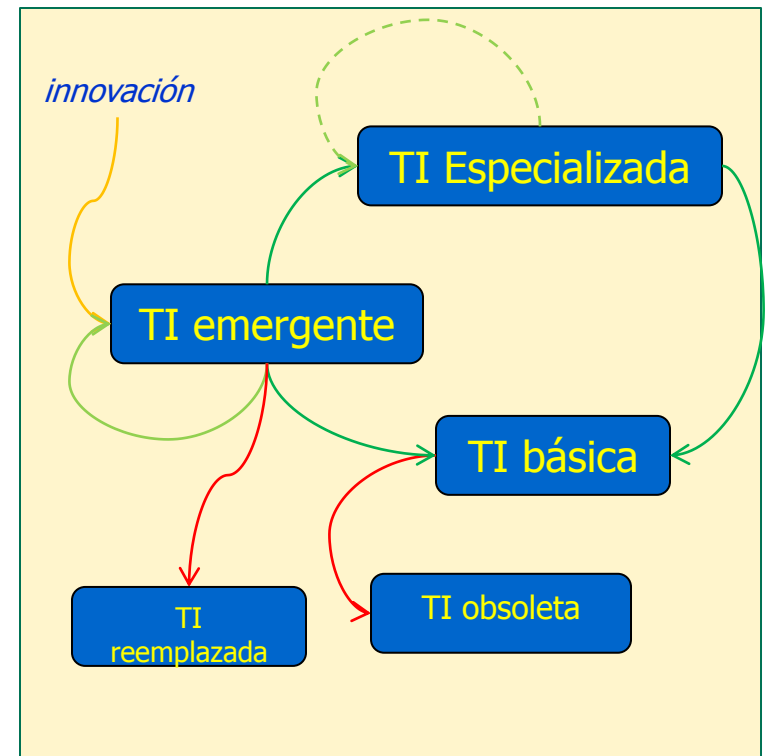 innovación
TI Especializada
TI emergente
TI básica
TI obsoleta
TI
reemplazada